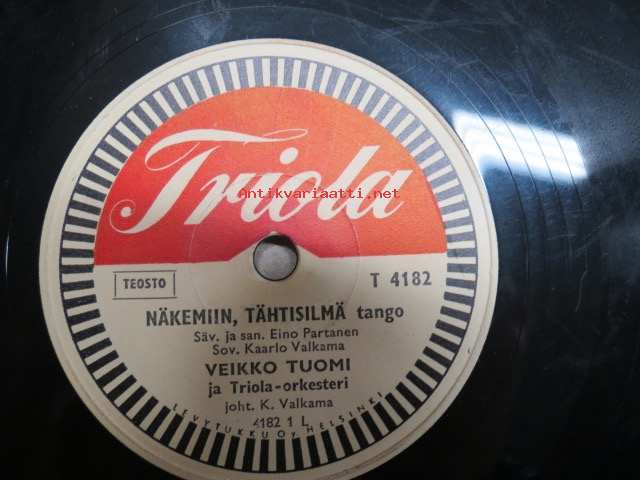 Triola
Antikvariaatti.net
TEOSTO
T 4182
NÄKEMIIN, TÄHTISILMÄ tango
Säv. ja san. Eino Partanen
Sov. Kaarlo Valkama
VEIKKO TUOMI
ja Triola-orkesteri
joht. K. Valkama
4182 1 L
LEVYTUKKU OY. HELSINKI